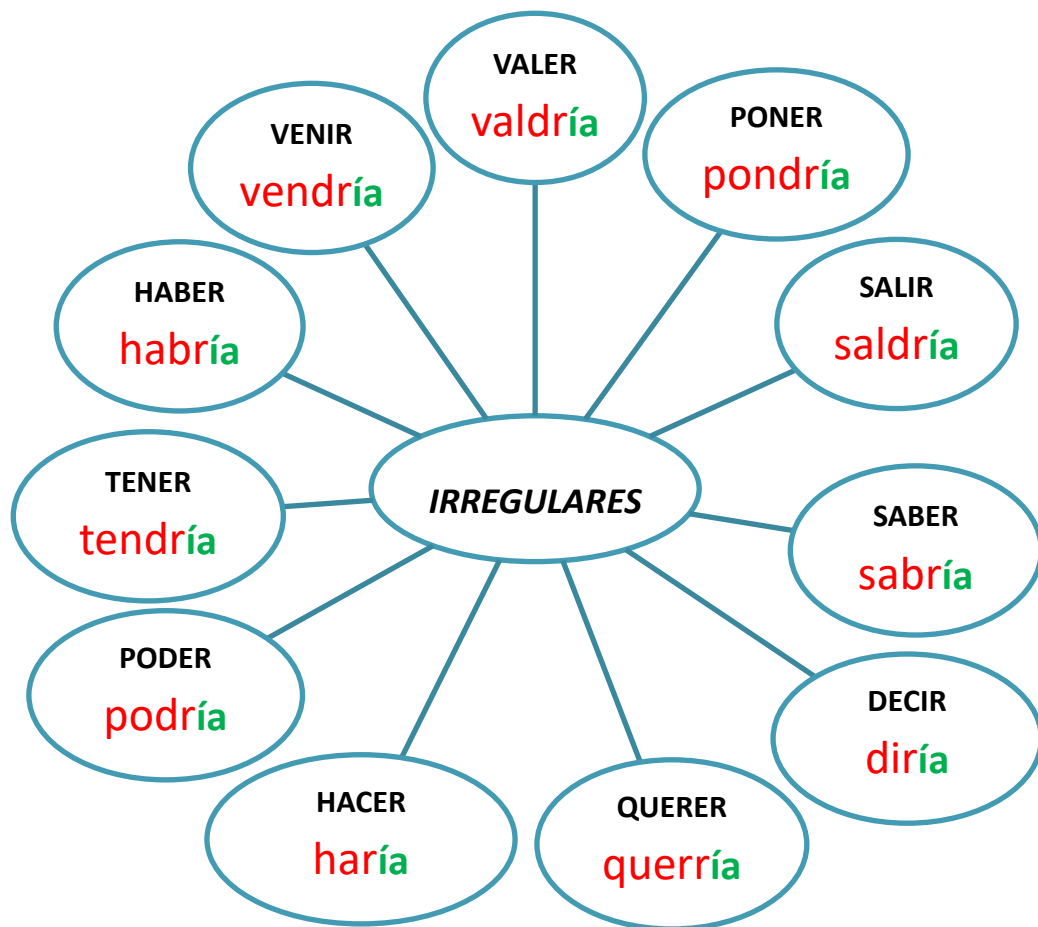 VALER
valdría
PONER
pondría
SALIR
saldría
SABER
sabría
DECIR
diría
QUERER
querría
HACER
haría
PODER
podría
TENER
tendría
HABER
habría
VENIR
vendría
IRREGULARES